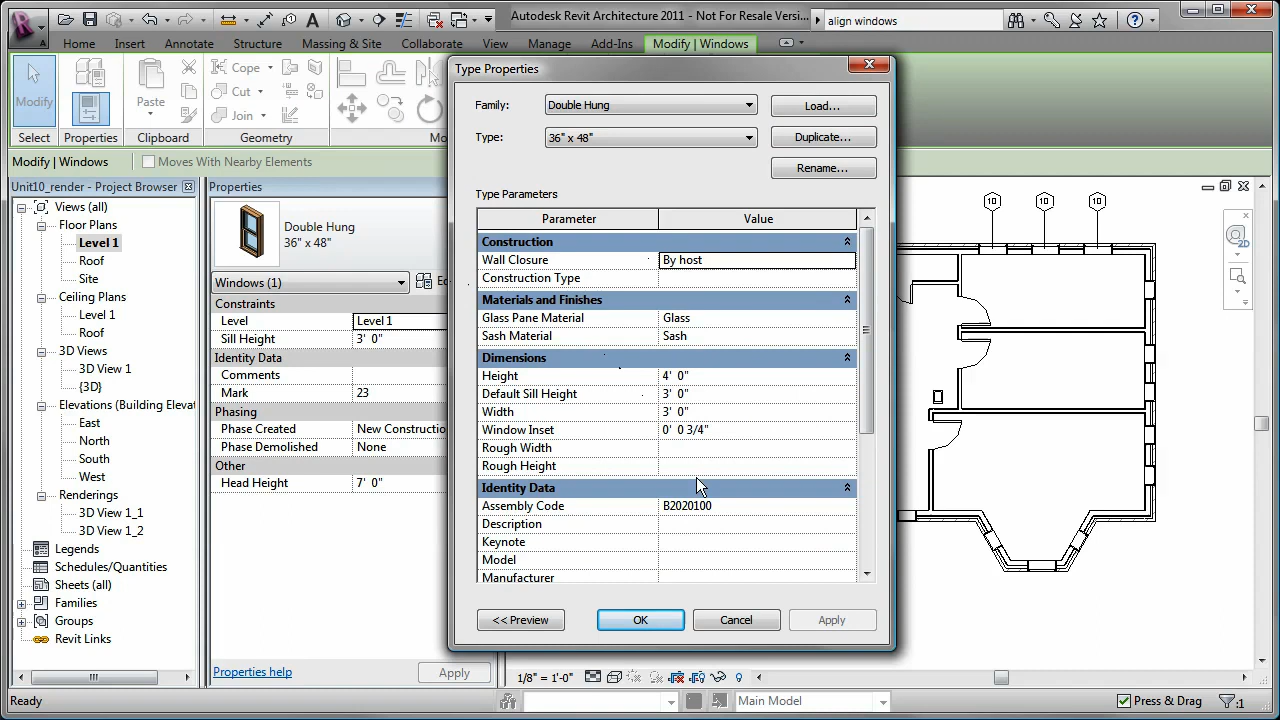 Autodesk Revit Architecture 2011 - Not For Resale Versi...
align windows
Home
Insert
Annotate
Structure
Massing & Site
Collaborate
View
Manage
Add-Ins
Modify | Windows
Modify
Properties
Paste
Cope
Cut
Join
Select
Properties
Clipboard
Geometry
Mo
Modify | Windows
Moves With Nearby Elements
Unit10_render - Project Browser
Views (all)
Floor Plans
Level 1
Roof
Site
Ceiling Plans
Level 1
Roof
3D Views
3D View 1
{3D}
Elevations (Building Elevat
East
North
South
West
Renderings
3D View 1_1
3D View 1_2
Legends
Schedules/Quantities
Sheets (all)
Families
Groups
Revit Links
Properties
Double Hung
36" x 48"
Windows (1)
Ec
Constraints
Level Level 1
Sill Height 3' 0"
Identity Data
Comments
Mark 23
Phasing
Phase Created New Constructio
Phase Demolished None
Other
Head Height 7' 0"
Properties help
Apply
Type Properties
Family: Double Hung Load...
Type: 36" x 48" Duplicate...
Rename...
Type Parameters
Parameter Value
Construction
Wall Closure By host
Construction Type
Materials and Finishes
Glass Pane Material Glass
Sash Material Sash
Dimensions
Height 4' 0"
Default Sill Height 3' 0"
Width 3' 0"
Window Inset 0' 0 3/4"
Rough Width
Rough Height
Identity Data
Assembly Code B2020100
Description
Keynote
Model
Manufacturer
<< Preview OK Cancel Apply
10 10 10
2D
1/8" = 1'-0"
Ready
Main Model
Press & Drag
:1